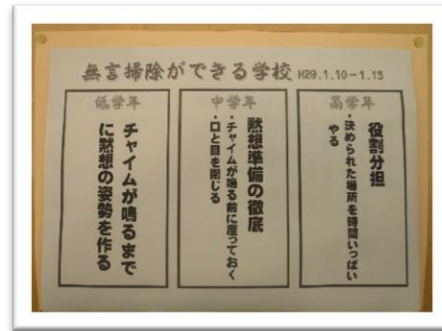 無言掃除ができる学校 H29.1.10-1.13
高学年
役割分担
・決められた場所を時間いっぱい
やる
中学年
黙想準備の徹底
・チャイムが鳴る前に座っておく
・口と目を閉じる
低学年
チャイムが鳴るまで
に黙想の姿勢を作る